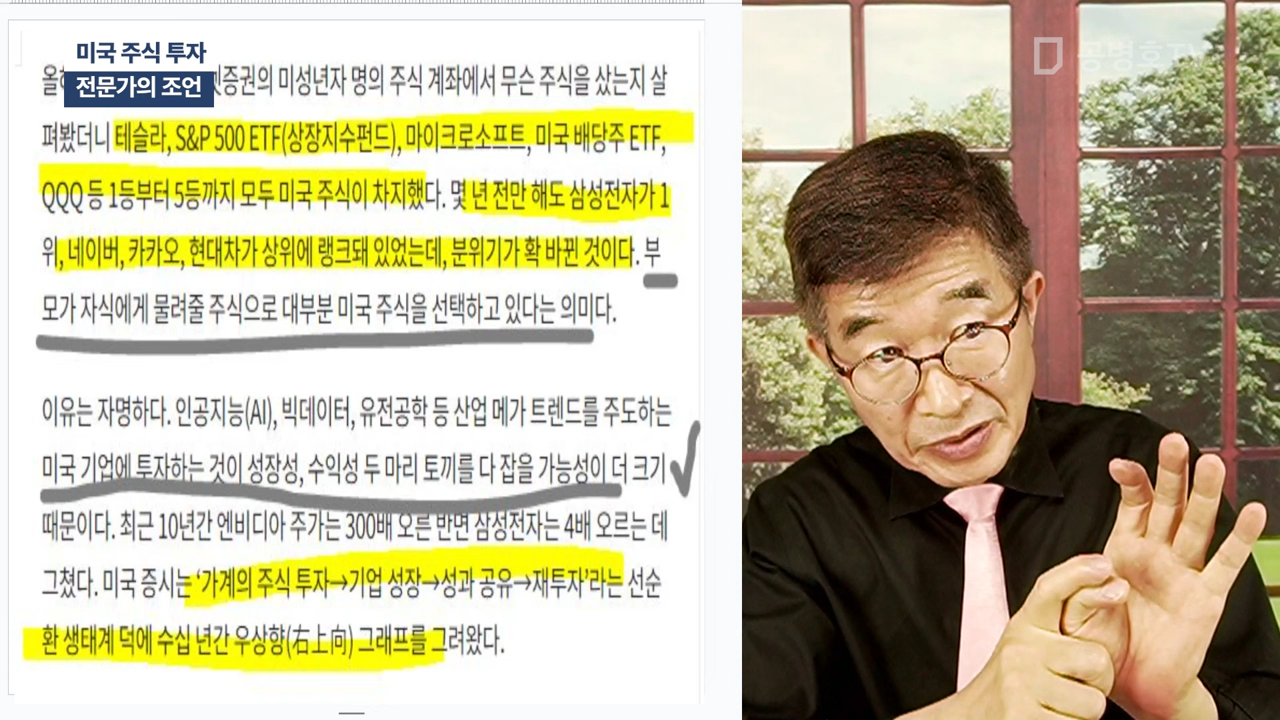 미국 주식 투자
전문가의 조언
공병호TV
증권의 미성년자 명의 주식 계좌에서 무슨 주식을 샀는지 살
펴봤더니 테슬라, S&P 500 ETF(상장지수펀드), 마이크로소프트, 미국 배당주 ETF,
QQQ 등 1등부터 5등까지 모두 미국 주식이 차지했다. 몇 년 전만 해도 삼성전자가 1
위, 네이버, 카카오, 현대차가 상위에 랭크돼 있었는데, 분위기가 확 바뀐 것이다. 부
모가 자식에게 물려줄 주식으로 대부분 미국 주식을 선택하고 있다는 의미다.
이유는 자명하다. 인공지능(AI), 빅데이터, 유전공학 등 산업 메가 트렌드를 주도하는
미국 기업에 투자하는 것이 성장성, 수익성 두 마리 토끼를 다 잡을 가능성이 더 크기
때문이다. 최근 10년간 엔비디아 주가는 300배 오른 반면 삼성전자는 4배 오르는 데
그쳤다. 미국 증시는 ‘가계의 주식 투자→기업 성장→성과 공유→재투자’라는 선순
환 생태계 덕에 수십 년간 우상향(右上向) 그래프를 그려왔다.